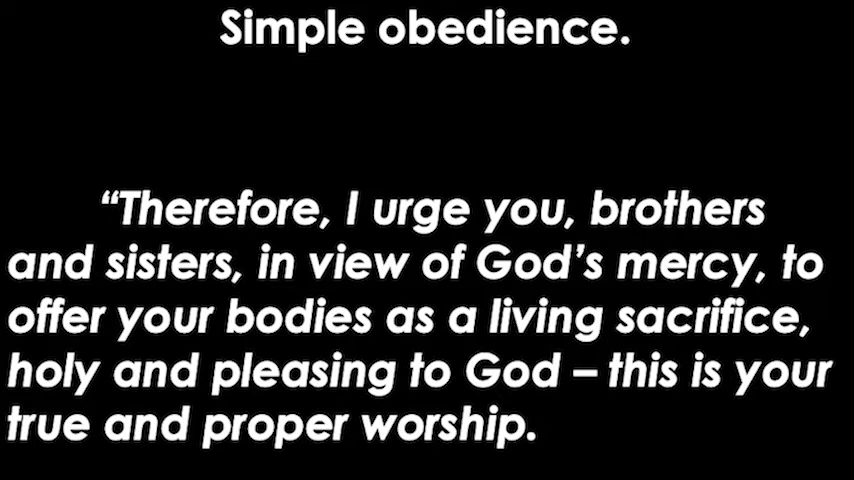 Simple obedience.
“Therefore, I urge you, brothers
and sisters, in view of God’s mercy, to
offer your bodies as a living sacrifice,
holy and pleasing to God – this is your
true and proper worship.